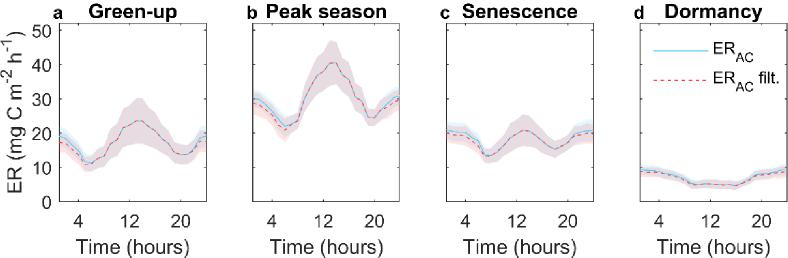 a Green-up
b Peak season
c Senescence
d Dormancy
ER (mg C m-2 h-1)
50
40
30
20
10
0
ERAC
ERAC filt.
4 12 20
4 12 20
4 12 20
4 12 20
Time (hours)
Time (hours)
Time (hours)
Time (hours)